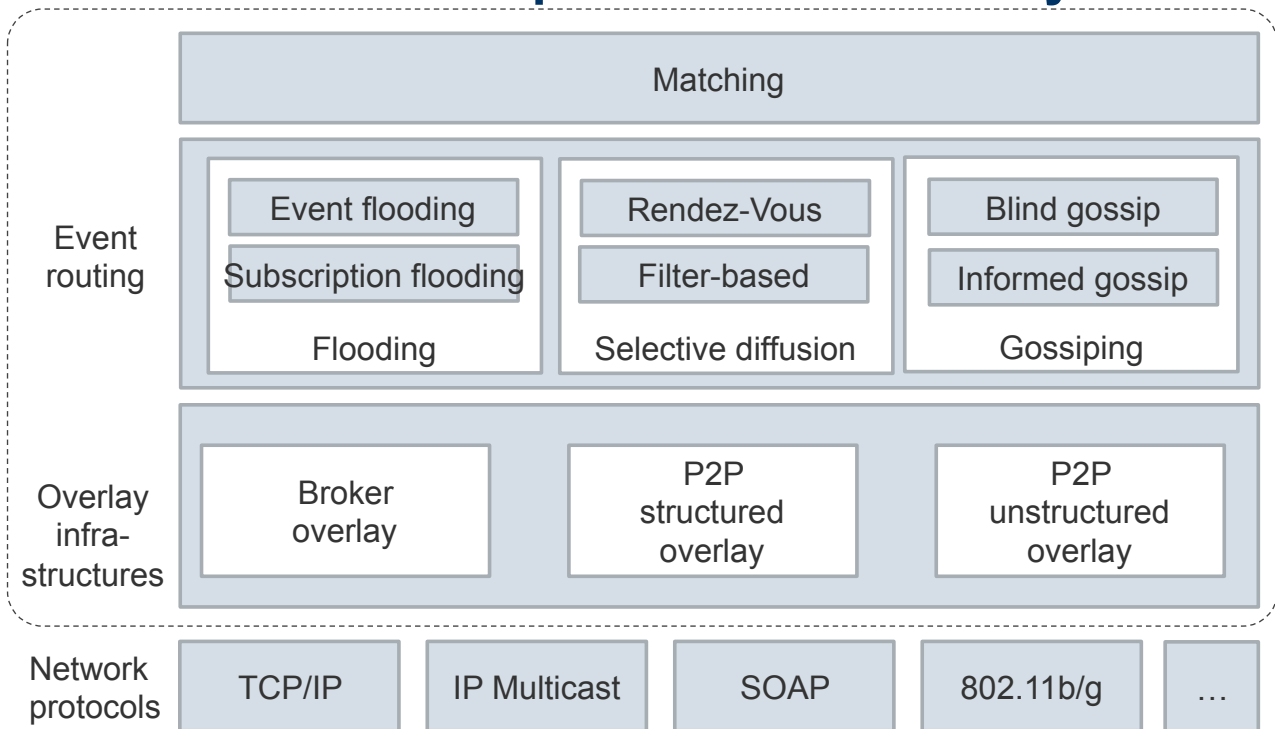 Matching
Event
routing
Event flooding
Subscription flooding
Flooding
Rendez-Vous
Filter-based
Selective diffusion
Blind gossip
Informed gossip
Gossiping
Overlay
infra-
structures
Broker
overlay
P2P
structured
overlay
P2P
unstructured
overlay
Network
protocols
TCP/IP
IP Multicast
SOAP
802.11b/g
…